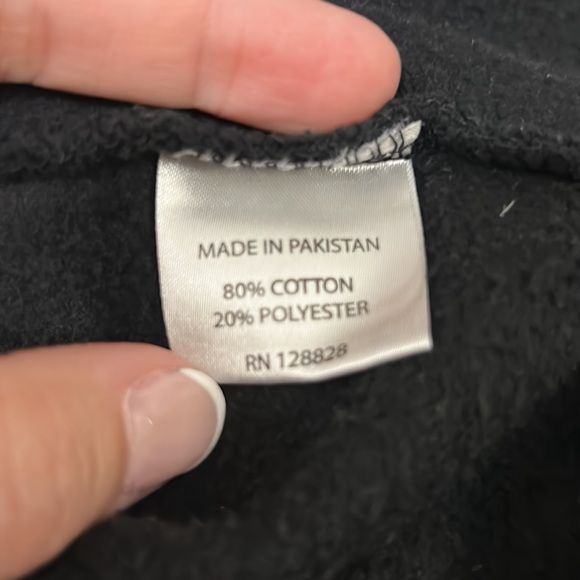 MADE IN PAKISTAN
80% COTTON
20% POLYESTER
RN 128828